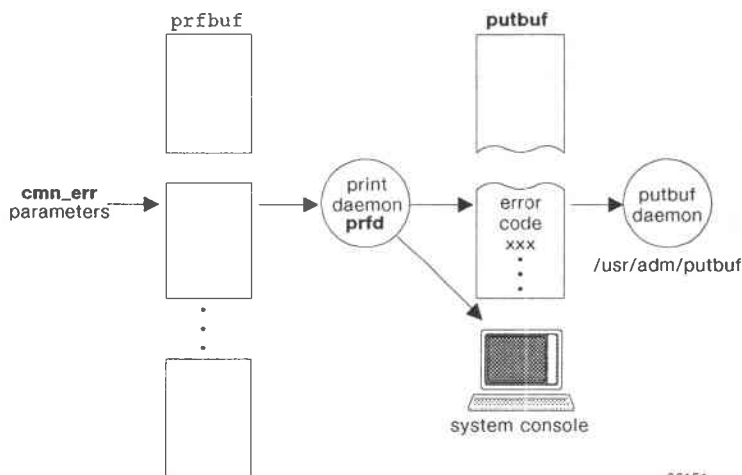 prfbuf
putbuf
cmn_err
parameters
print
daemon
prfd
error
code
xxx
putbuf
daemon
/usr/adm/putbuf
system console